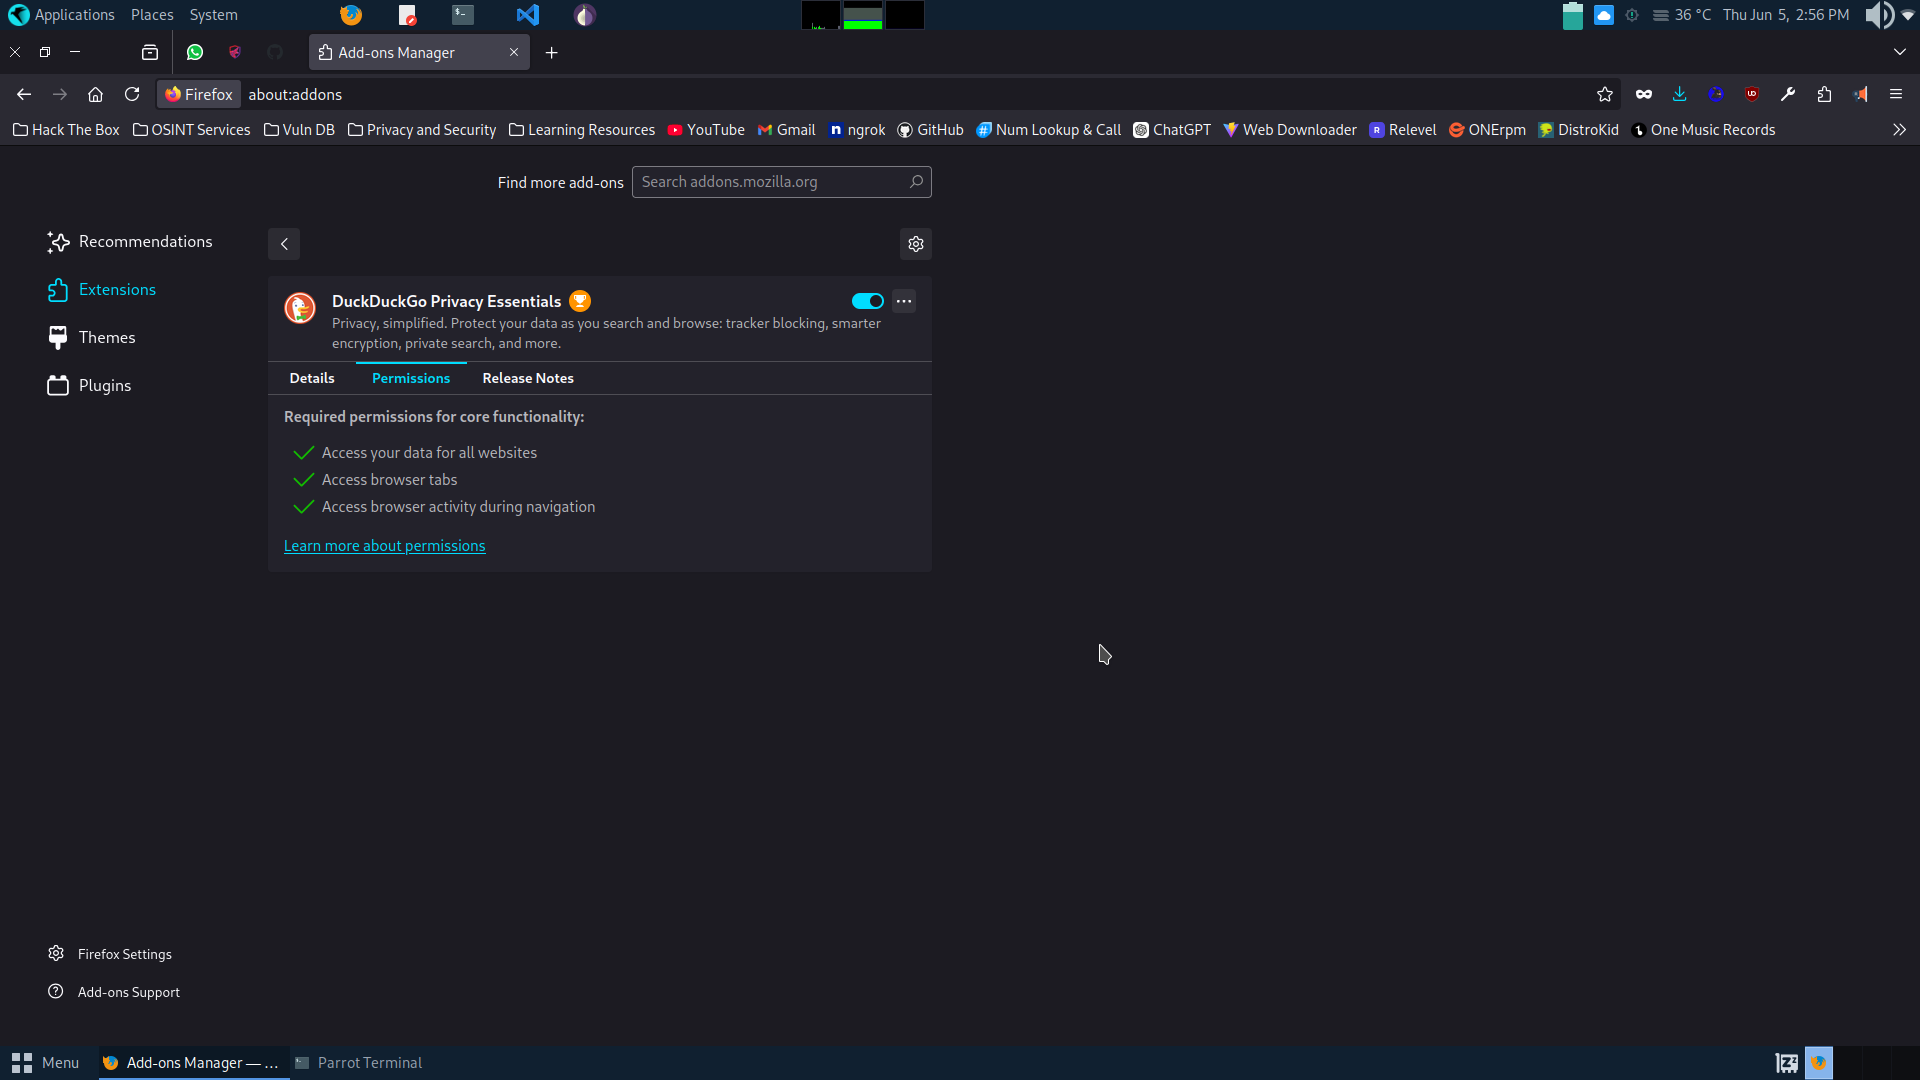 Applications Places System
36 °C Thu Jun 5, 2:56 PM
Add-ons Manager
Firefox about:addons
Hack The Box OSINT Services Vuln DB Privacy and Security Learning Resources YouTube Gmail ngrok GitHub Num Lookup & Call ChatGPT Web Downloader Relevel ONErpm DistroKid One Music Records
Find more add-ons Search addons.mozilla.org
Recommendations
Extensions
Themes
Plugins
DuckDuckGo Privacy Essentials
Privacy, simplified. Protect your data as you search and browse: tracker blocking, smarter
encryption, private search, and more.
Details Permissions Release Notes
Required permissions for core functionality:
Access your data for all websites
Access browser tabs
Access browser activity during navigation
Learn more about permissions
Firefox Settings
Add-ons Support
Menu Add-ons Manager — ... Parrot Terminal